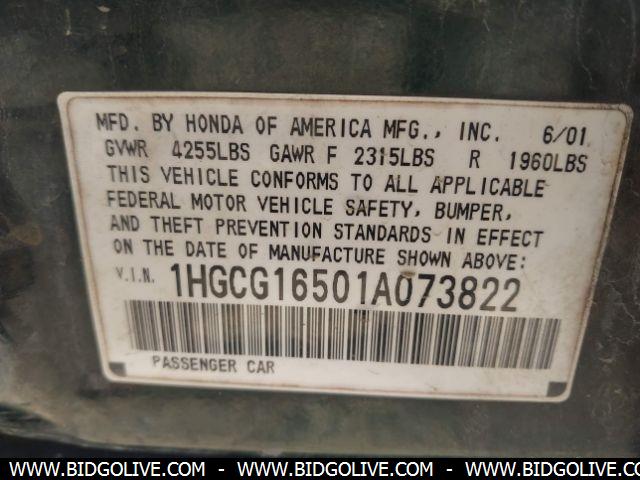 MFD. BY HONDA OF AMERICA MFG., INC. 6/01
GVWR 4255LBS GAWR F 2315LBS R 1960LBS
THIS VEHICLE CONFORMS TO ALL APPLICABLE
FEDERAL MOTOR VEHICLE SAFETY, BUMPER,
AND THEFT PREVENTION STANDARDS IN EFFECT
ON THE DATE OF MANUFACTURE SHOWN ABOVE:
V.I.N. 1HGCG16501A073822
PASSENGER CAR
WWW.BIDGOLIVE.COM - WWW.BIDGOLIVE.COM - WWW.BIDGOLIVE.COM